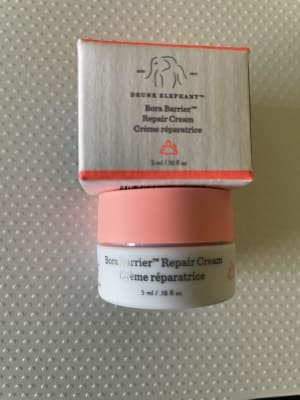 DRUNK ELEPHANT™
Bora Barrier™
Repair Cream
Crème réparatrice
5 ml / .16 fl oz
Bora Barrier™ Repair Cream
Crème réparatrice
5 ml / .16 fl oz